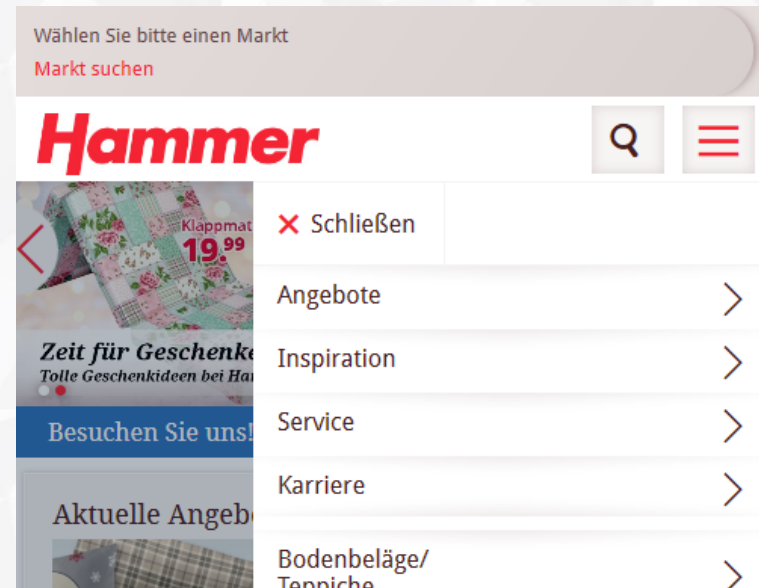 Wählen Sie bitte einen Markt
Markt suchen
Hammer
Klappmat
19.99
Schließen
Angebote
Zeit für Geschenke
Tolle Geschenkideen bei Ha
Inspiration
Besuchen Sie uns!
Service
Karriere
Aktuelle Angeb
Bodenbeläge/
Teppiche